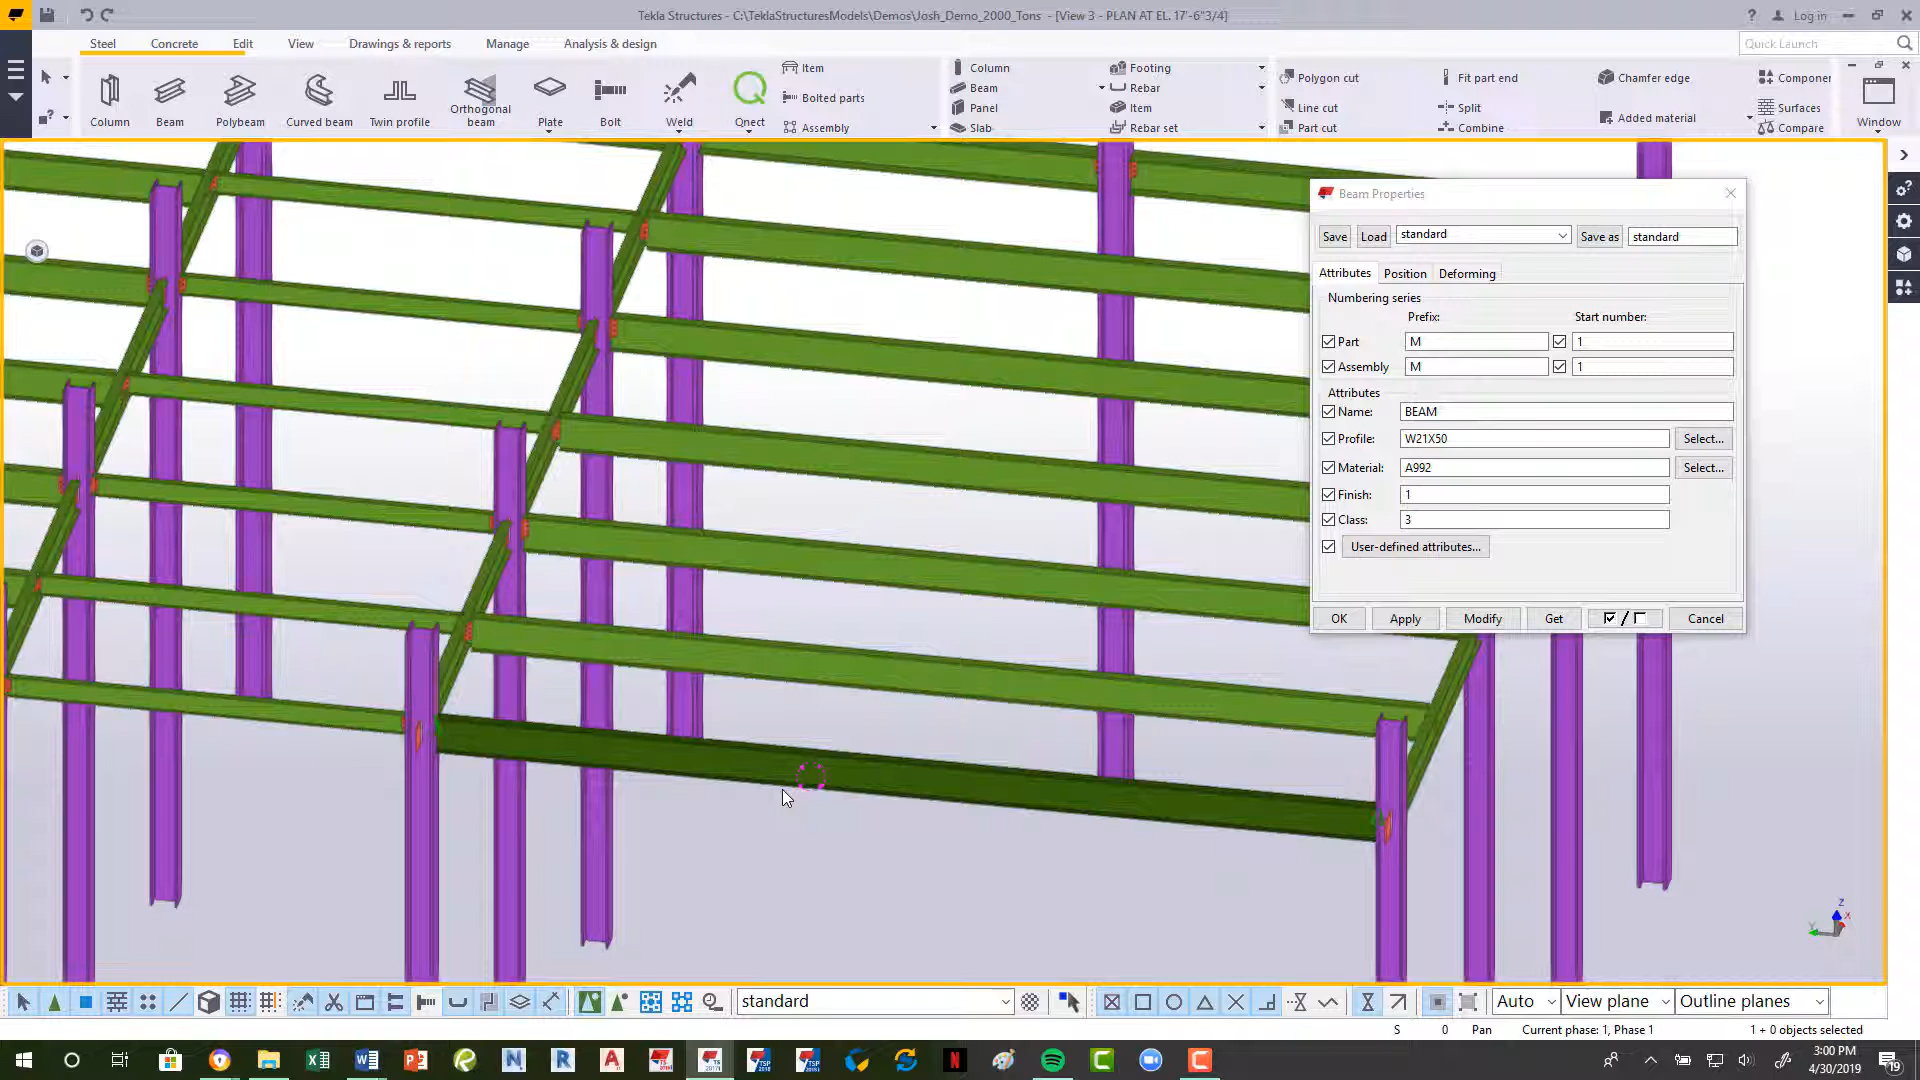 Tekla Structures - C:\TeklaStructuresModels\Demos\Josh_Demo_2000_Tons - [View 3 - PLAN AT EL. 17'-6"3/4]
? Log in
Steel Concrete Edit View Drawings & reports Manage Analysis & design
Quick Launch
Column
Beam
Polybeam
Curved beam
Twin profile
Orthogonal beam
Plate
Bolt
Weld
Qnect
Item
Bolted parts
Assembly
Column
Beam
Panel
Slab
Footing
Rebar
Item
Rebar set
Polygon cut
Line cut
Part cut
Fit part end
Split
Combine
Chamfer edge
Added material
Componer
Surfaces
Compare
Window
Beam Properties
Save Load standard Save as standard
Attributes Position Deforming
Numbering series
Prefix: Start number:
Part M 1
Assembly M 1
Attributes
Name: BEAM
Profile: W21X50 Select...
Material: A992 Select...
Finish: 1
Class: 3
User-defined attributes...
OK Apply Modify Get / Cancel
Z
X
Y
standard
Auto View plane Outline planes
S 0 Pan Current phase: 1, Phase 1 1 + 0 objects selected
3:00 PM
4/30/2019
19